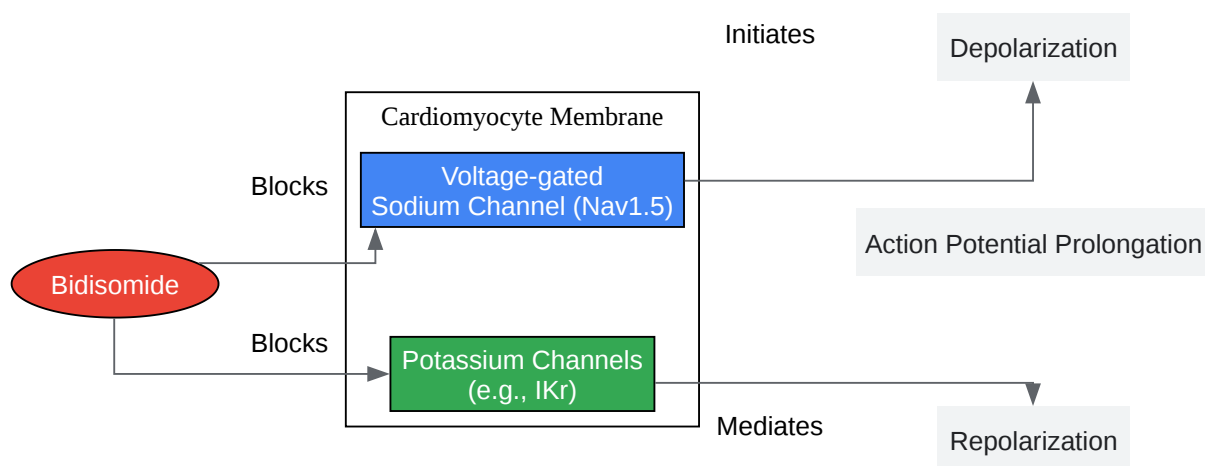 Initiates
Depolarization
Cardiomyocyte Membrane
Blocks
Voltage-gated
Sodium Channel (Nav1.5)
Action Potential Prolongation
Bidisomide
Blocks
Potassium Channels
(e.g., IKr)
Mediates
Repolarization